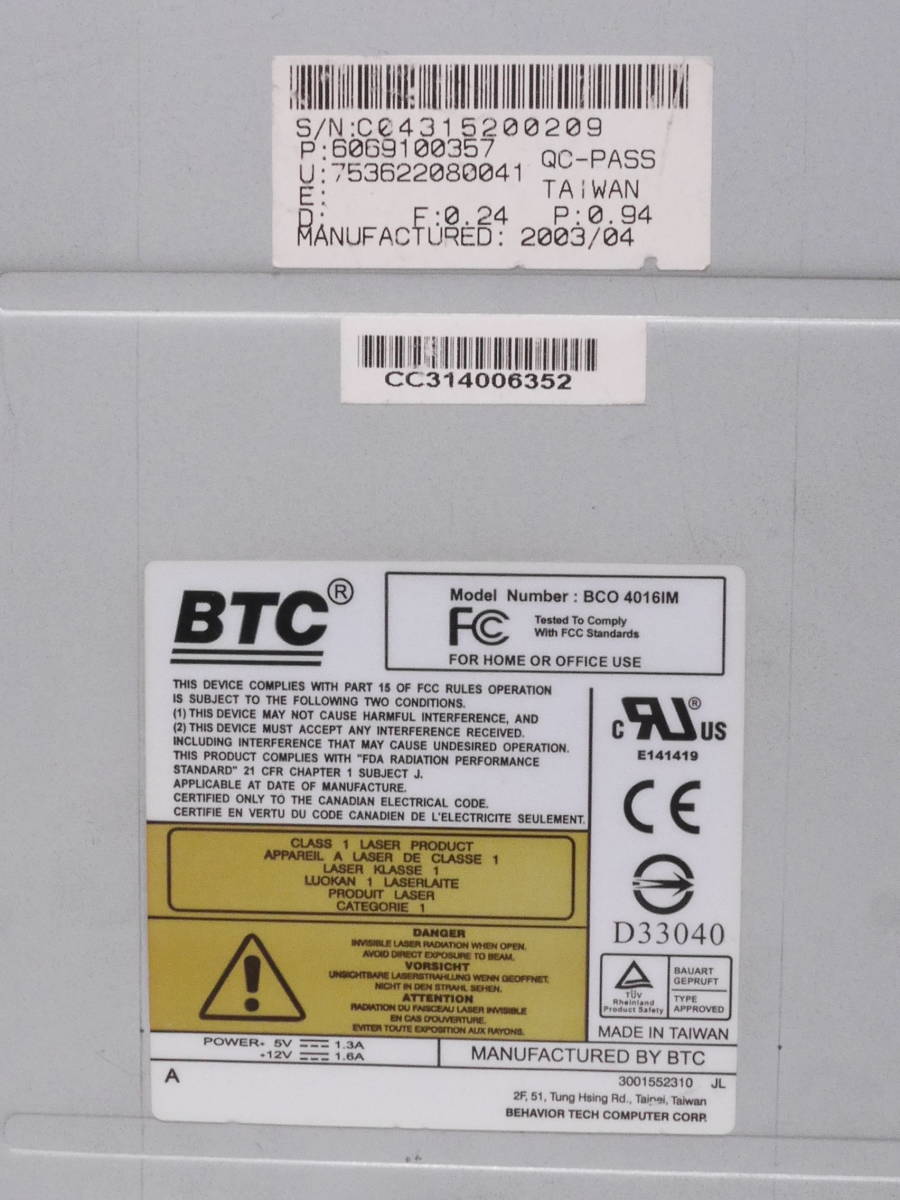 S/N:CC4315200209
P:6069100357
QC-PASS
U:753622080041
TAIWAN
E:
D: F:0.24 P:0.94
MANUFACTURED: 2003/04
CC314006352
BTC®
Model Number : BCO 4016IM
FC Tested To Comply
With FCC Standards
FOR HOME OR OFFICE USE
THIS DEVICE COMPLIES WITH PART 15 OF FCC RULES OPERATION
IS SUBJECT TO THE FOLLOWING TWO CONDITIONS.
(1) THIS DEVICE MAY NOT CAUSE HARMFUL INTERFERENCE, AND
(2) THIS DEVICE MUST ACCEPT ANY INTERFERENCE RECEIVED.
INCLUDING INTERFERENCE THAT MAY CAUSE UNDESIRED OPERATION.
THIS PRODUCT COMPLIES WITH "FDA RADIATION PERFORMANCE
STANDARD" 21 CFR CHAPTER 1 SUBJECT J.
APPLICABLE AT DATE OF MANUFACTURE.
CERTIFIED ONLY TO THE CANADIAN ELECTRICAL CODE.
CERTIFIE EN VERTU DU CODE CANADIEN DE L'ELECTRICITE SEULEMENT.
c RU® US
E141419
CE
D33040
TÜV
Rheinland
Product Safety
BAUART
GEPRUFT
TYPE
APPROVED
MADE IN TAIWAN
CLASS 1 LASER PRODUCT
APPAREIL A LASER DE CLASSE 1
LASER KLASSE 1
LUOKAN 1 LASERLAITE
PRODUIT LASER
CATEGORIE 1
DANGER
INVISIBLE LASER RADIATION WHEN OPEN.
AVOID DIRECT EXPOSURE TO BEAM.
VORSICHT
UNSICHTBARE LASERSTRAHLUNG WENN GEOFFNET,
NICHT IN DEN STRAHL SEHEN.
ATTENTION
RADIATION DU FAISCEAU LASER INVISIBLE
EN CAS D'OUVERTURE.
EVITER TOUTE EXPOSITION AUX RAYONS.
POWER+ 5V 1.3A
+12V 1.6A
MANUFACTURED BY BTC
A
3001552310 JL
2F, 51, Tung Hsing Rd., Taipei, Taiwan
BEHAVIOR TECH COMPUTER CORP.